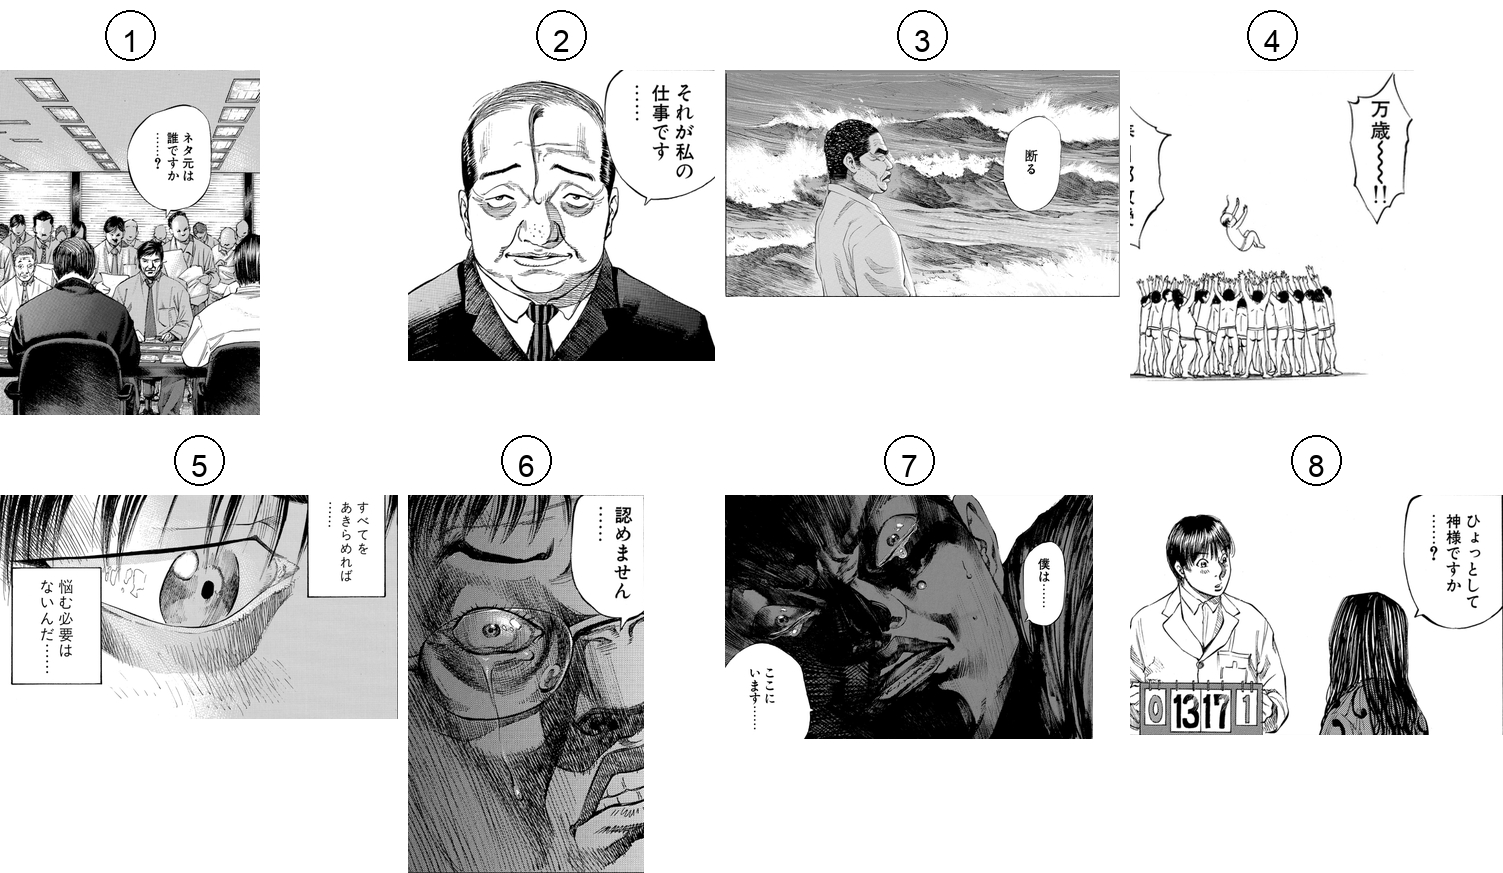 1
ネタ元は
誰ですか
……？
2
それが私の
仕事です
……
3
断る
4
万歳〜〜〜!!
5
すべてを
あきらめれば
……
悩む必要は
ないんだ……
6
認めません
……
7
僕は……
ここに
います……
8
ひょっとして
神様ですか
……？
0 13 17 1